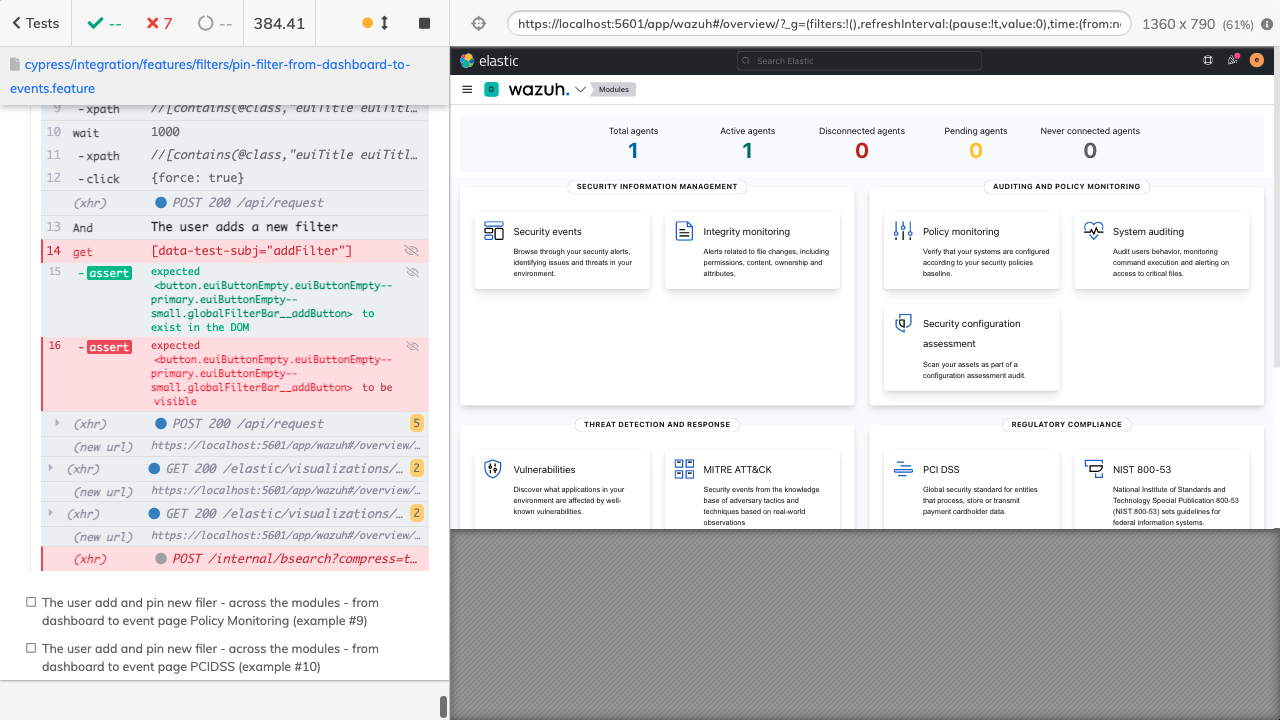 Tests
--
7
--
384.41
https://localhost:5601/app/wazuh#/overview/?_g=(filters:!(),refreshInterval:(pause:!t,value:0),time:(from:n
1360 x 790 (61%)
cypress/integration/features/filters/pin-filter-from-dashboard-to-
events.feature
9 -xpath //[contains(@class,"euiTitle euiTitl…
10 wait 1000
11 -xpath //[contains(@class,"euiTitle euiTitl…
12 -click {force: true}
(xhr) POST 200 /api/request
13 And The user adds a new filter
14 get [data-test-subj="addFilter"]
15 -assert expected
<button.euiButtonEmpty.euiButtonEmpty--
primary.euiButtonEmpty--
small.globalFilterBar__addButton> to
exist in the DOM
16 -assert expected
<button.euiButtonEmpty.euiButtonEmpty--
primary.euiButtonEmpty--
small.globalFilterBar__addButton> to be
visible
(xhr) POST 200 /api/request 5
(new url) https://localhost:5601/app/wazuh#/overview/…
(xhr) GET 200 /elastic/visualizations/… 2
(new url) https://localhost:5601/app/wazuh#/overview/…
(xhr) GET 200 /elastic/visualizations/… 2
(new url) https://localhost:5601/app/wazuh#/overview/…
(xhr) POST /internal/bsearch?compress=t…
The user add and pin new filer - across the modules - from
dashboard to event page Policy Monitoring (example #9)
The user add and pin new filer - across the modules - from
dashboard to event page PCIDSS (example #10)
elastic
Search Elastic
e
D
wazuh.
Modules
Total agents
1
Active agents
1
Disconnected agents
0
Pending agents
0
Never connected agents
0
SECURITY INFORMATION MANAGEMENT
Security events
Browse through your security alerts,
identifying issues and threats in your
environment.
Integrity monitoring
Alerts related to file changes, including
permissions, content, ownership and
attributes.
AUDITING AND POLICY MONITORING
Policy monitoring
Verify that your systems are configured
according to your security policies
baseline.
System auditing
Audit users behavior, monitoring
command execution and alerting on
access to critical files.
Security configuration
assessment
Scan your assets as part of a
configuration assessment audit.
THREAT DETECTION AND RESPONSE
Vulnerabilities
Discover what applications in your
environment are affected by well-
known vulnerabilities.
MITRE ATT&CK
Security events from the knowledge
base of adversary tactics and
techniques based on real-world
observations
REGULATORY COMPLIANCE
PCI DSS
Global security standard for entities
that process, store or transmit
payment cardholder data.
NIST 800-53
National Institute of Standards and
Technology Special Publication 800-53
(NIST 800-53) sets guidelines for
federal information systems.